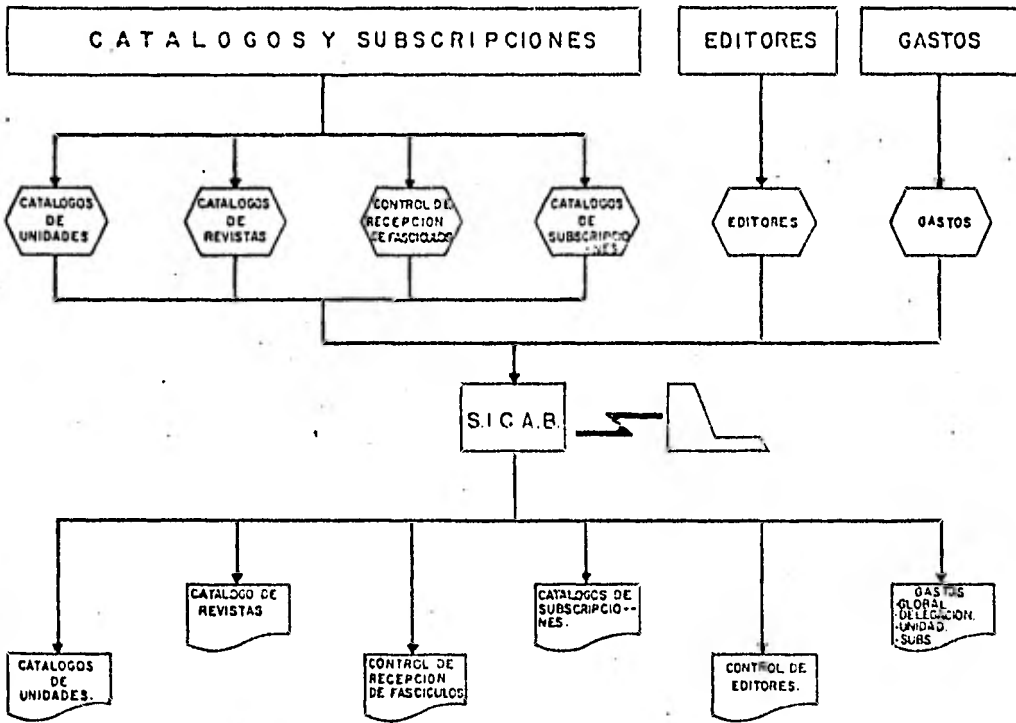 CATALOGOS Y SUBSCRIPCIONES
EDITORES
GASTOS
CATALOGOS
DE
UNIDADES
CATALOGOS
DE
REVISTAS
CONTROL DE
RECEPCION
DE FASCICULOS
CATALOGOS
DE
SUBSCRIPCIO
-NES.
EDITORES
GASTOS
S.I.C.A.B.
CATALOGOS
DE
UNIDADES.
CATALOGO DE
REVISTAS
CONTROL DE
RECEPCION
DE FASCICULOS
CATALOGOS DE
SUBSCRIPCIO--
NES.
CONTROL DE
EDITORES.
GASTOS
·GLOBAL
·DELEGACION.
·UNIDAD.
·SUBS